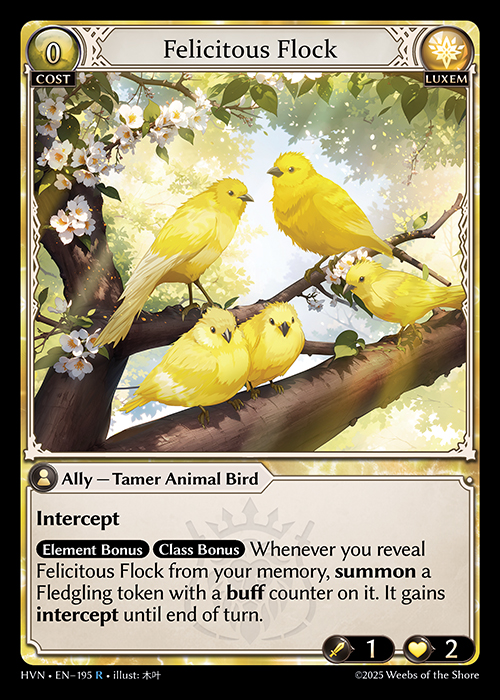 0
COST
Felicitous Flock
LUXEM
Ally — Tamer Animal Bird
Intercept
Element Bonus Class Bonus Whenever you reveal
Felicitous Flock from your memory, summon a
Fledgling token with a buff counter on it. It gains
intercept until end of turn.
1
2
HVN • EN-195 R • illust: 木叶
©2025 Weebs of the Shore